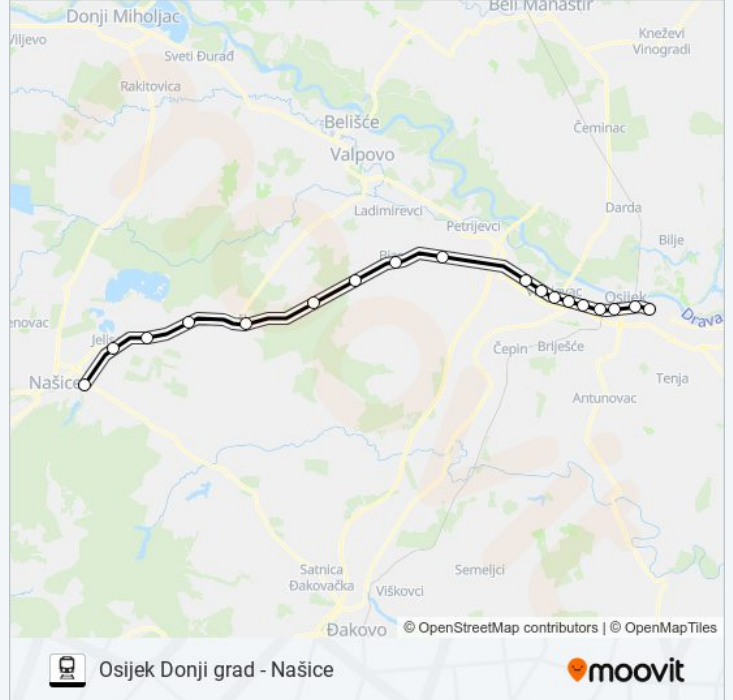 Beli Manastir
Donji Miholjac
Viljevo
Kneževi
Vinogradi
Sveti Đurađ
Rakitovica
Belišće
Čeminac
Valpovo
Ladimirevci
Darda
Petrijevci
Bilje
Osijek
Drava
Čepin
Briješće
Našice
Tenja
Antunovac
Satnica
Đakovačka
Semeljci
Viškovci
Đakovo
© OpenStreetMap contributors | © OpenMapTiles
Osijek Donji grad - Našice
moovit